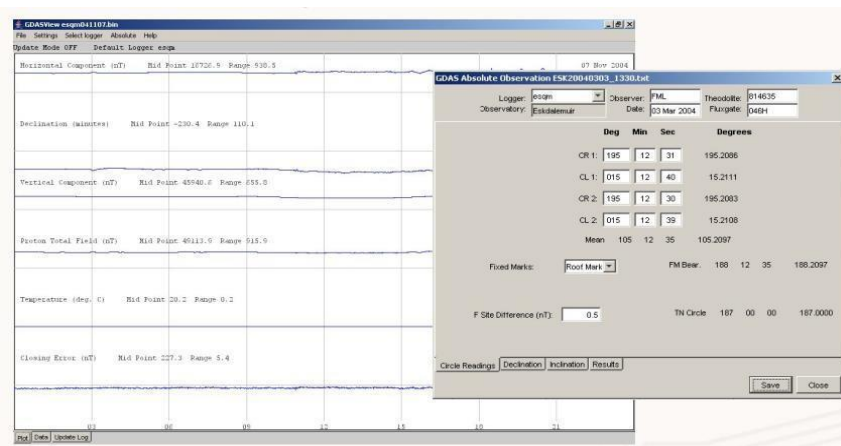 GDASView esqm041107.bin
File Settings Select logger Absolute Help
Update Mode OFF Default Logger esqm
Horizontal Component (nT) Mid Point 18726.9 Range 938.5
07 Nov 2004
Declination (minutes) Mid Point -230.4 Range 110.1
Vertical Component (nT) Mid Point 45948.6 Range 655.8
Proton Total Field (nT) Mid Point 49113.9 Range 915.9
Temperature (deg. C) Mid Point 20.2 Range 0.2
Closing Error (nT) Mid Point 227.3 Range 5.4
03 06 09 12 15 18 21
Plot Data Update Log
GDAS Absolute Observation ESK20040303_1330.txt
Logger: esqm Observer: FML Theodolite: 814635
Observatory: Eskdalemuir Date: 03 Mar 2004 Fluxgate: 046H
Deg Min Sec Degrees
CR 1: 195 12 31 195.2086
CL 1: 015 12 40 15.2111
CR 2: 195 12 30 195.2083
CL 2: 015 12 39 15.2108
Mean 105 12 35 105.2097
Fixed Marks: Roof Mark FM Bear. 188 12 35 188.2097
F Site Difference (nT): 0.5 TN Circle 187 00 00 187.0000
Circle Readings Declination Inclination Results
Save Close